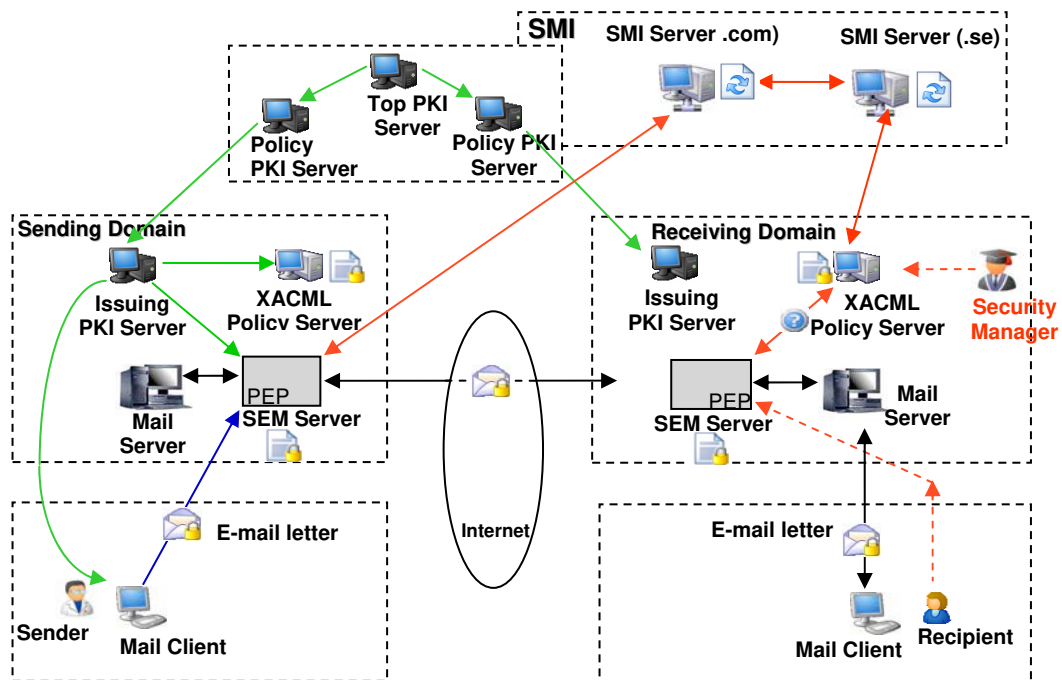 SMI
SMI Server .com)
SMI Server (.se)
Top PKI
Server
Policy
PKI Server
Policy PKI
Server
Sending Domain
Issuing
PKI Server
XACML
Policv Server
Mail
Server
PEP
SEM Server
Receiving Domain
Issuing
PKI Server
XACML
Policy Server
Security
Manager
PEP
SEM Server
Mail
Server
Internet
E-mail letter
Sender
Mail Client
E-mail letter
Mail Client
Recipient